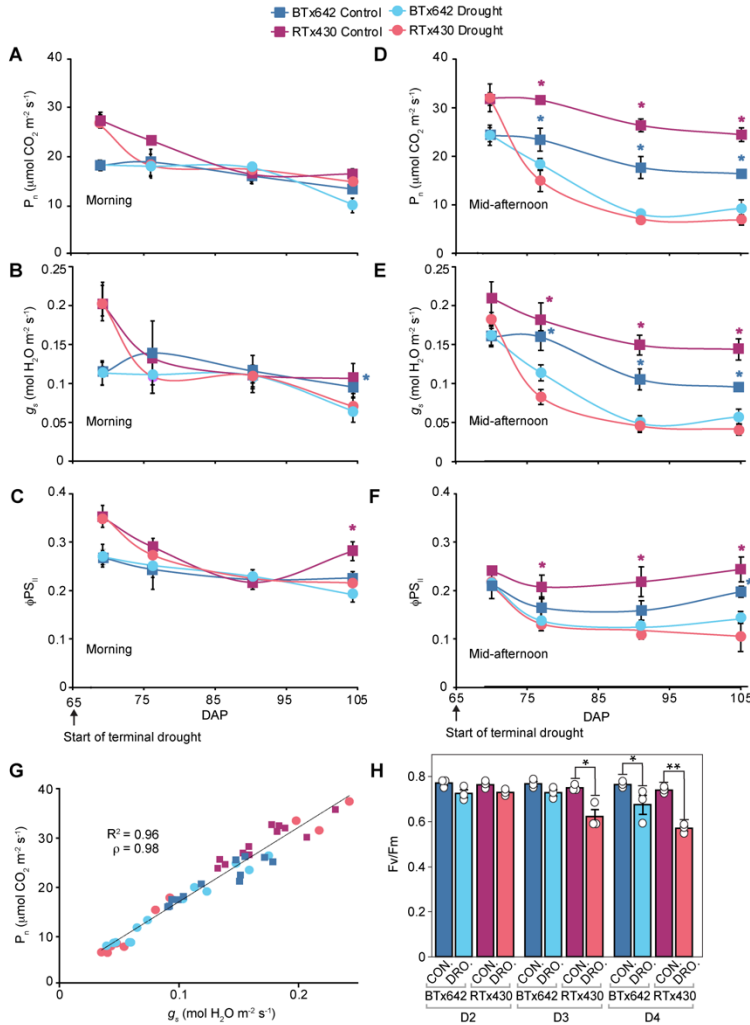 BTx642 Control BTx642 Drought
RTx430 Control RTx430 Drought
A
Pn (μmol CO2 m−2 s−1)
40
30
20
10
0
Morning
B
gs (mol H2O m−2 s−1)
0.25
0.2
0.15
0.1
0.05
0
Morning
*
C
ϕPSII
0.4
0.3
0.2
0.1
0
Morning
*
65 75 85 95 105
DAP
Start of terminal drought
D
Pn (μmol CO2 m−2 s−1)
40
30
20
10
0
* * *
* * *
Mid-afternoon
E
gs (mol H2O m−2 s−1)
0.25
0.2
0.15
0.1
0.05
0
* * *
* * *
Mid-afternoon
F
ϕPSII
0.4
0.3
0.2
0.1
0
* * *
*
Mid-afternoon
65 75 85 95 105
DAP
Start of terminal drought
G
Pn (μmol CO2 m−2 s−1)
40
30
20
10
0
R2 = 0.96
ρ = 0.98
0 0.1 0.2
gs (mol H2O m−2 s−1)
H
Fv/Fm
0.8
0.6
0.4
0.2
0
* * **
CON. DRO. CON. DRO. CON. DRO. CON. DRO. CON. DRO. CON. DRO.
BTx642 RTx430 BTx642 RTx430 BTx642 RTx430
D2 D3 D4